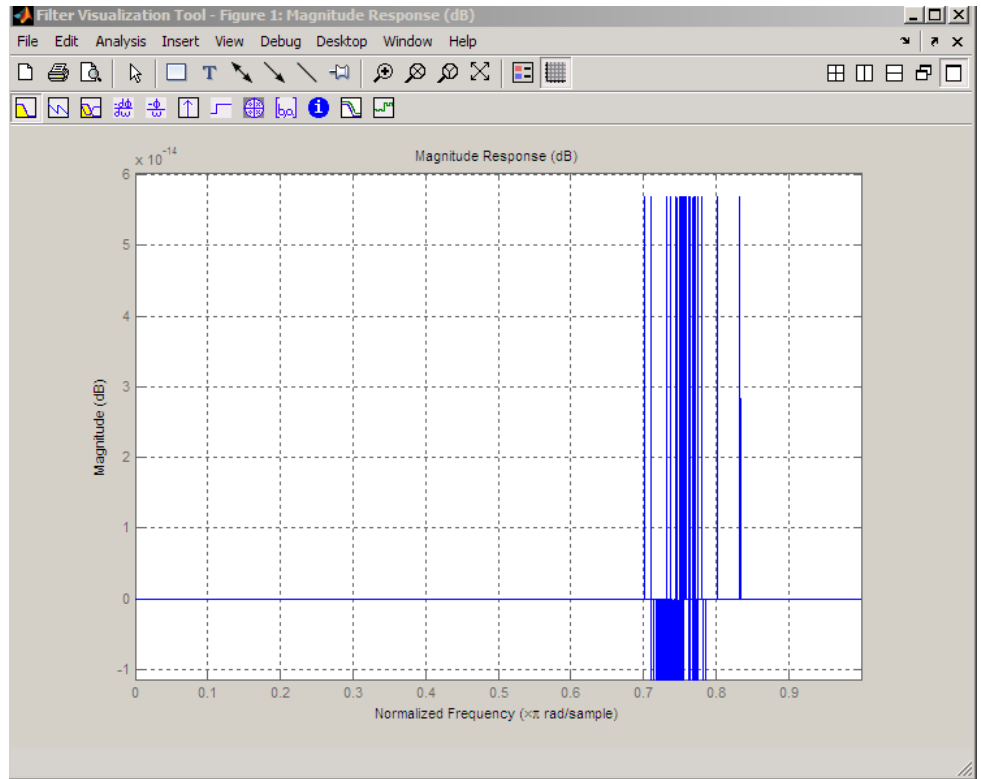 Filter Visualization Tool - Figure 1: Magnitude Response (dB)
File Edit Analysis Insert View Debug Desktop Window Help
x 10^-14
Magnitude Response (dB)
6
5
4
3
2
1
0
-1
Magnitude (dB)
0 0.1 0.2 0.3 0.4 0.5 0.6 0.7 0.8 0.9
Normalized Frequency (×π rad/sample)